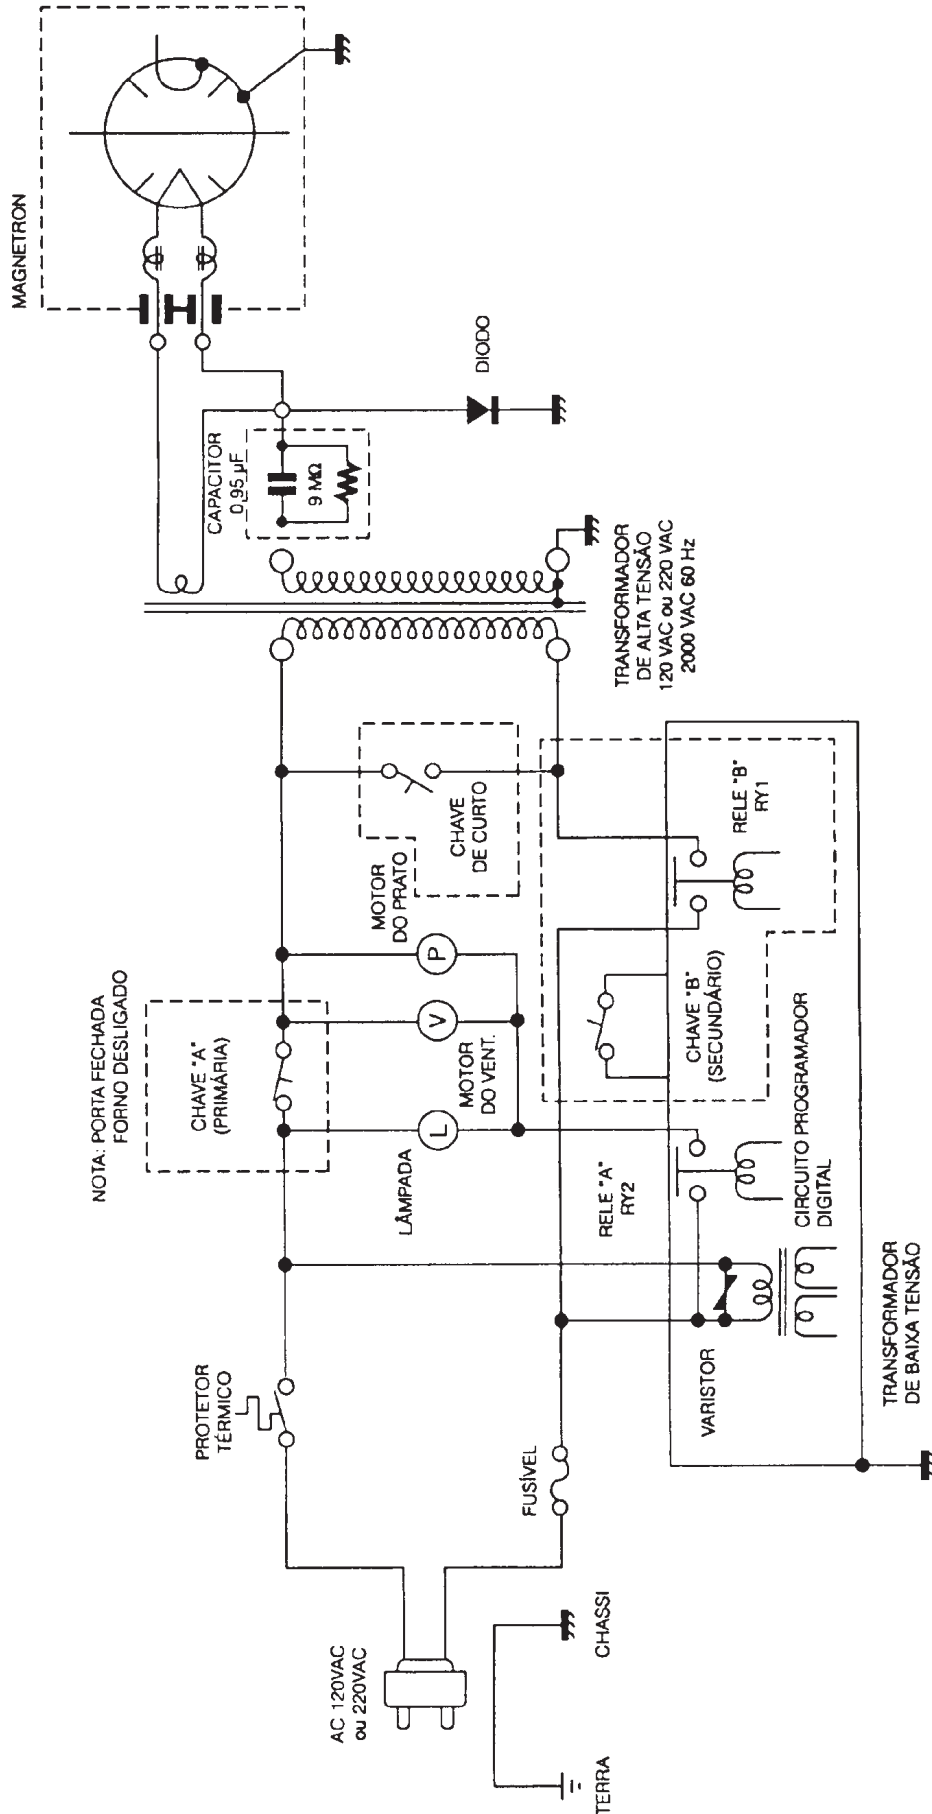 MAGNETRON
NOTA: PORTA FECHADA
FORNO DESLIGADO
CHAVE "A"
(PRIMÁRIA)
PROTETOR
TÉRMICO
AC 120VAC
ou 220VAC
TERRA
CHASSI
FUSÍVEL
LÂMPADA
L
V
P
MOTOR
DO VENT.
MOTOR
DO PRATO
CHAVE
DE CURTO
CAPACITOR
0,95 µF
9 MΩ
DIODO
TRANSFORMADOR
DE ALTA TENSÃO
120 VAC ou 220 VAC
2000 VAC 60 Hz
CHAVE "B"
(SECUNDÁRIO)
RELE "B"
RY1
RELE "A"
RY2
VARISTOR
CIRCUITO PROGRAMADOR
DIGITAL
TRANSFORMADOR
DE BAIXA TENSÃO